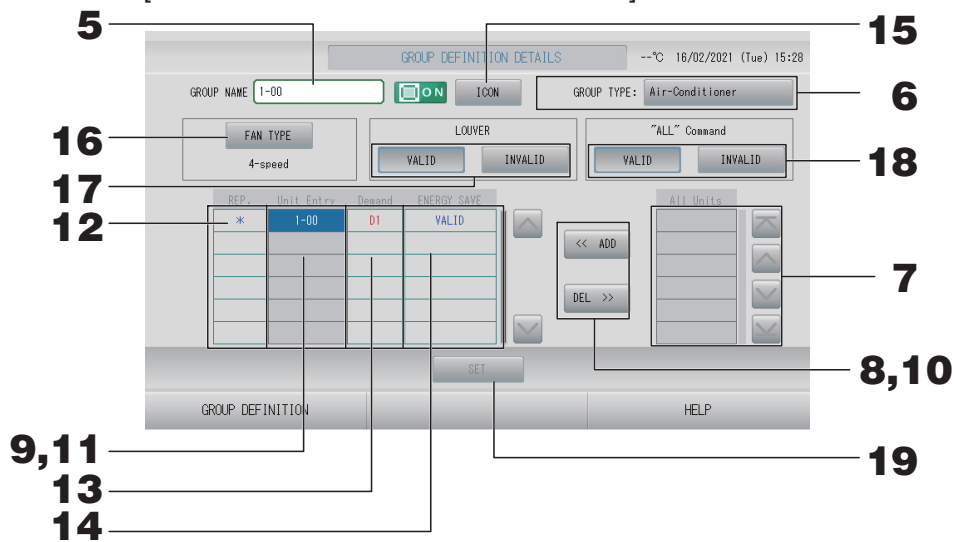 5
15
GROUP DEFINITION DETAILS --℃ 16/02/2021 (Tue) 15:28
GROUP NAME 1-00 ON ICON GROUP TYPE: Air-Conditioner
6
16
FAN TYPE
4-speed
LOUVER
VALID INVALID
"ALL" Command
VALID INVALID
18
17
12
REP. Unit Entry Demand ENERGY SAVE All Units
* 1-00 D1 VALID
<< ADD
DEL >>
7
8,10
SET
GROUP DEFINITION HELP
9,11
19
13
14